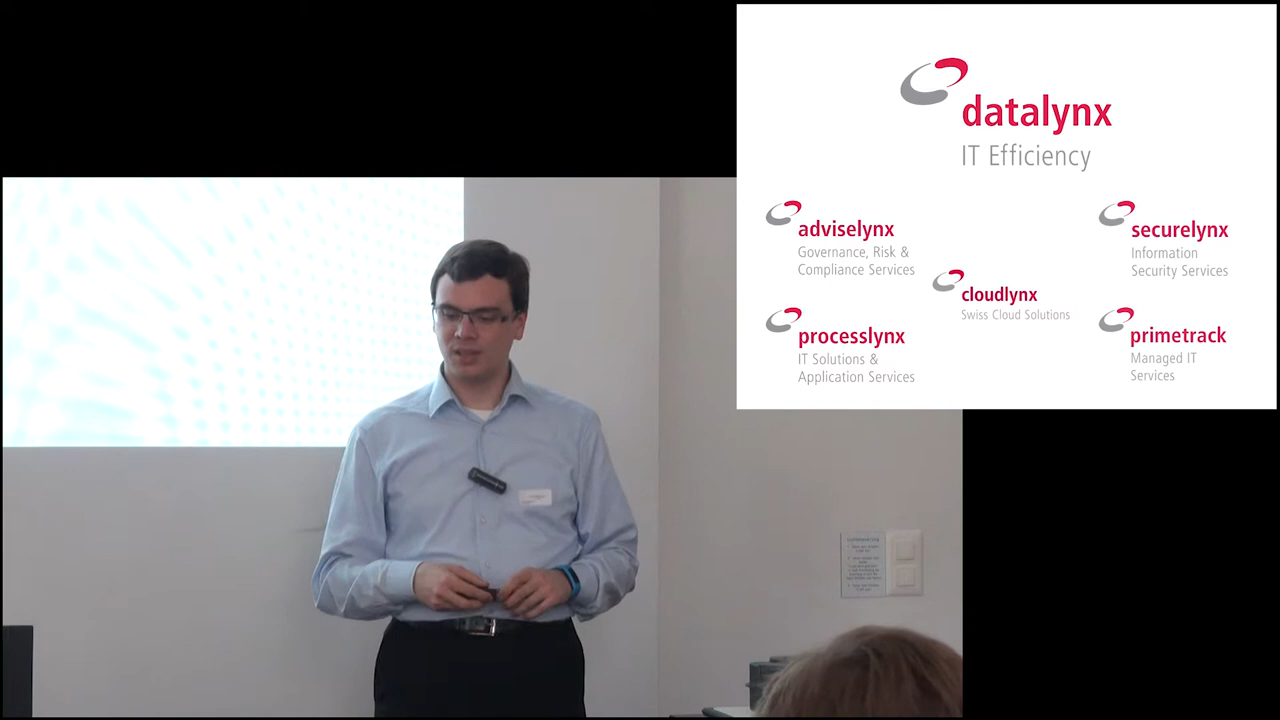 datalynx
IT Efficiency
adviselynx
Governance, Risk &
Compliance Services
securelynx
Information
Security Services
cloudlynx
Swiss Cloud Solutions
processlynx
IT Solutions &
Application Services
primetrack
Managed IT
Services